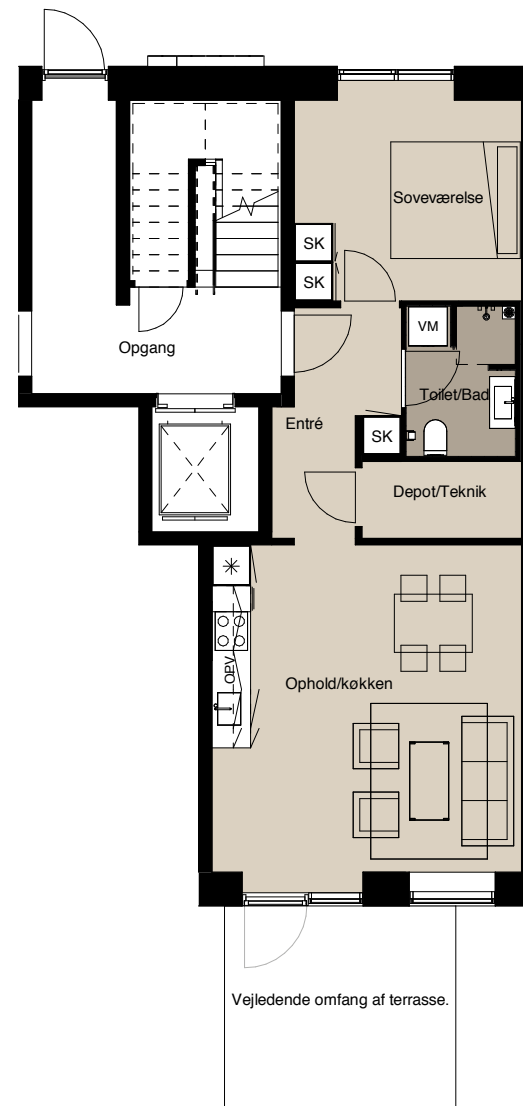 Soveværelse
SK
SK
VM
Opgang
Toilet/Bad
Entré
SK
Depot/Teknik
OPV
Ophold/køkken
Vejledende omfang af terrasse.